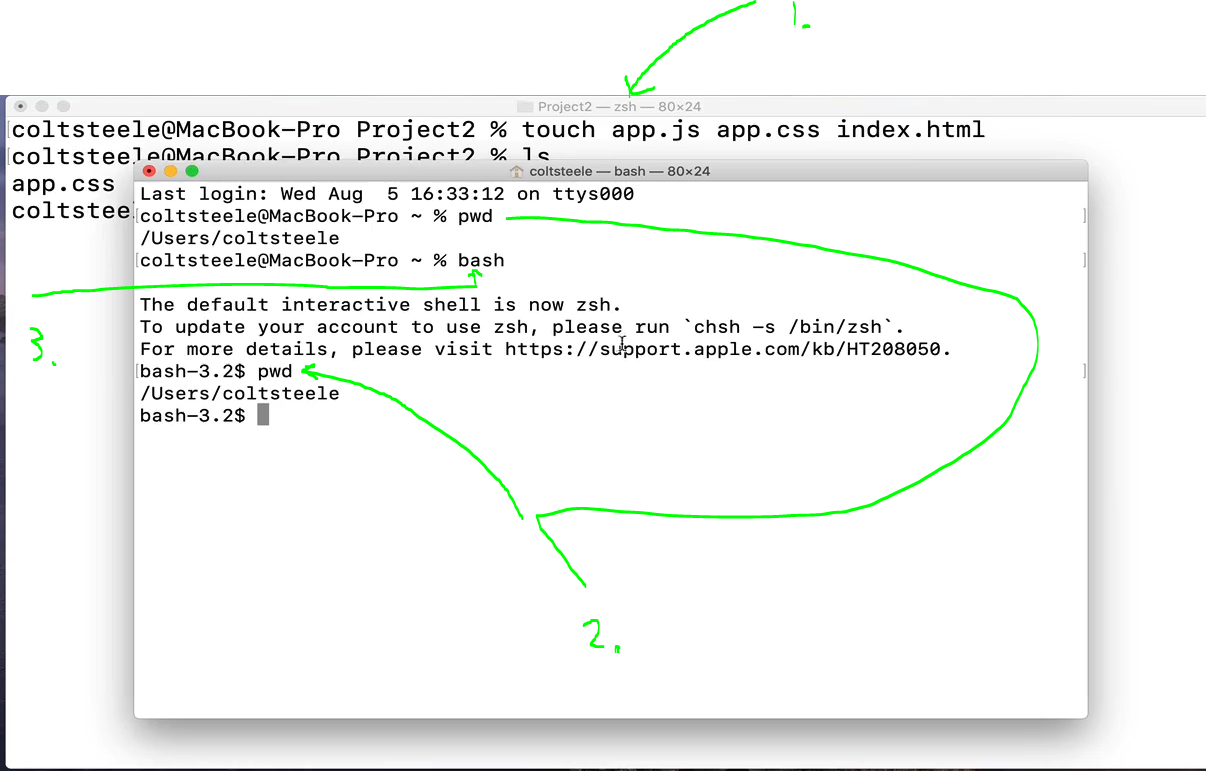 1.
Project2 — zsh — 80×24
[coltsteele@MacBook-Pro Project2 % touch app.js app.css index.html
[coltsteele@MacBook-Pro Project2 % ls
app.css
coltstee
coltsteele — bash — 80×24
Last login: Wed Aug  5 16:33:12 on ttys000
[coltsteele@MacBook-Pro ~ % pwd ]
/Users/coltsteele
[coltsteele@MacBook-Pro ~ % bash ]
The default interactive shell is now zsh.
To update your account to use zsh, please run `chsh -s /bin/zsh`.
For more details, please visit https://support.apple.com/kb/HT208050.
[bash-3.2$ pwd ]
/Users/coltsteele
bash-3.2$
3.
2.